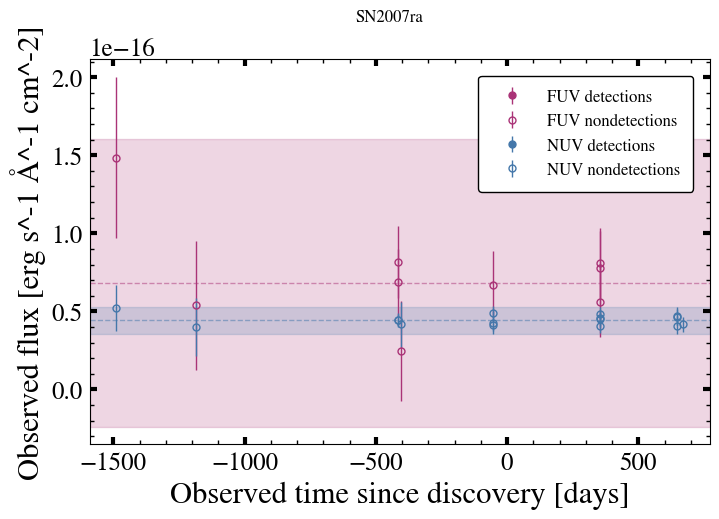 SN2007ra
1e−16
Observed flux [erg s^-1 Å^-1 cm^-2]
2.0
1.5
1.0
0.5
0.0
FUV detections
FUV nondetections
NUV detections
NUV nondetections
−1500 −1000 −500 0 500
Observed time since discovery [days]